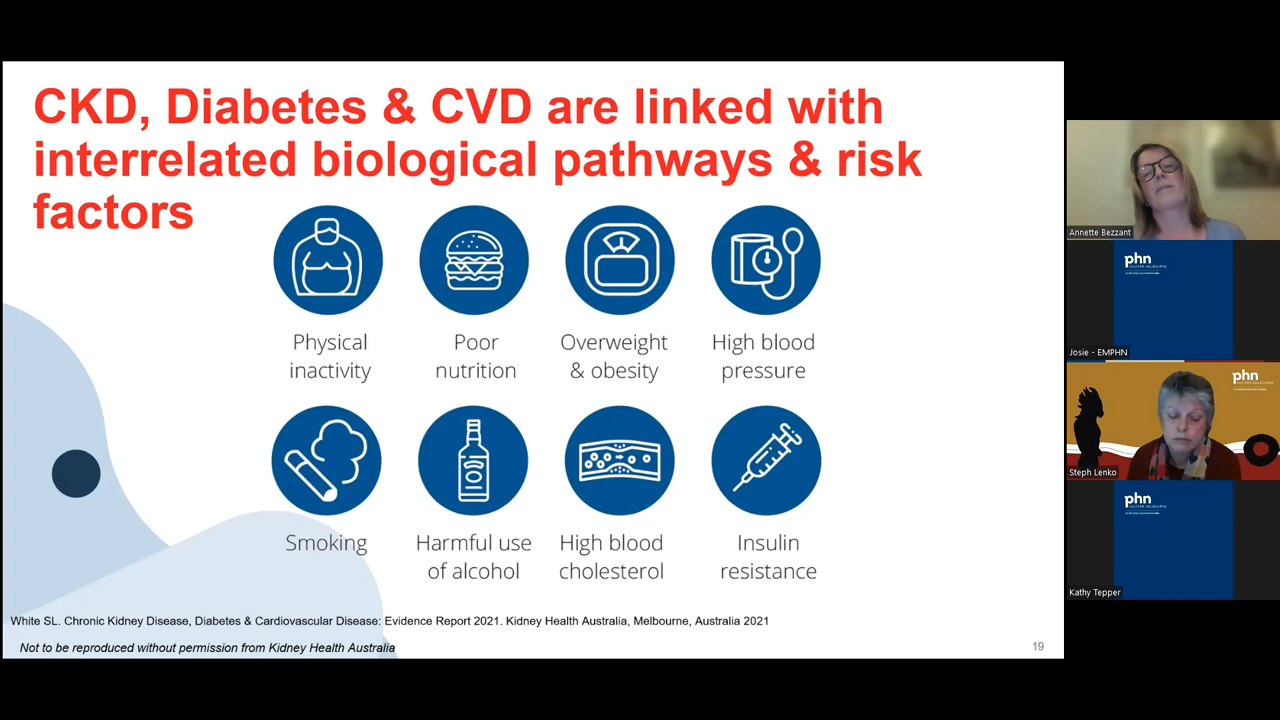 CKD, Diabetes & CVD are linked with
interrelated biological pathways & risk
factors
Physical
inactivity
Poor
nutrition
Overweight
& obesity
High blood
pressure
Smoking
Harmful use
of alcohol
High blood
cholesterol
Insulin
resistance
White SL. Chronic Kidney Disease, Diabetes & Cardiovascular Disease: Evidence Report 2021. Kidney Health Australia, Melbourne, Australia 2021
Not to be reproduced without permission from Kidney Health Australia
19
Annette Bezzant
phn
Josie - EMPHN
phn
Steph Lenko
phn
Kathy Tepper